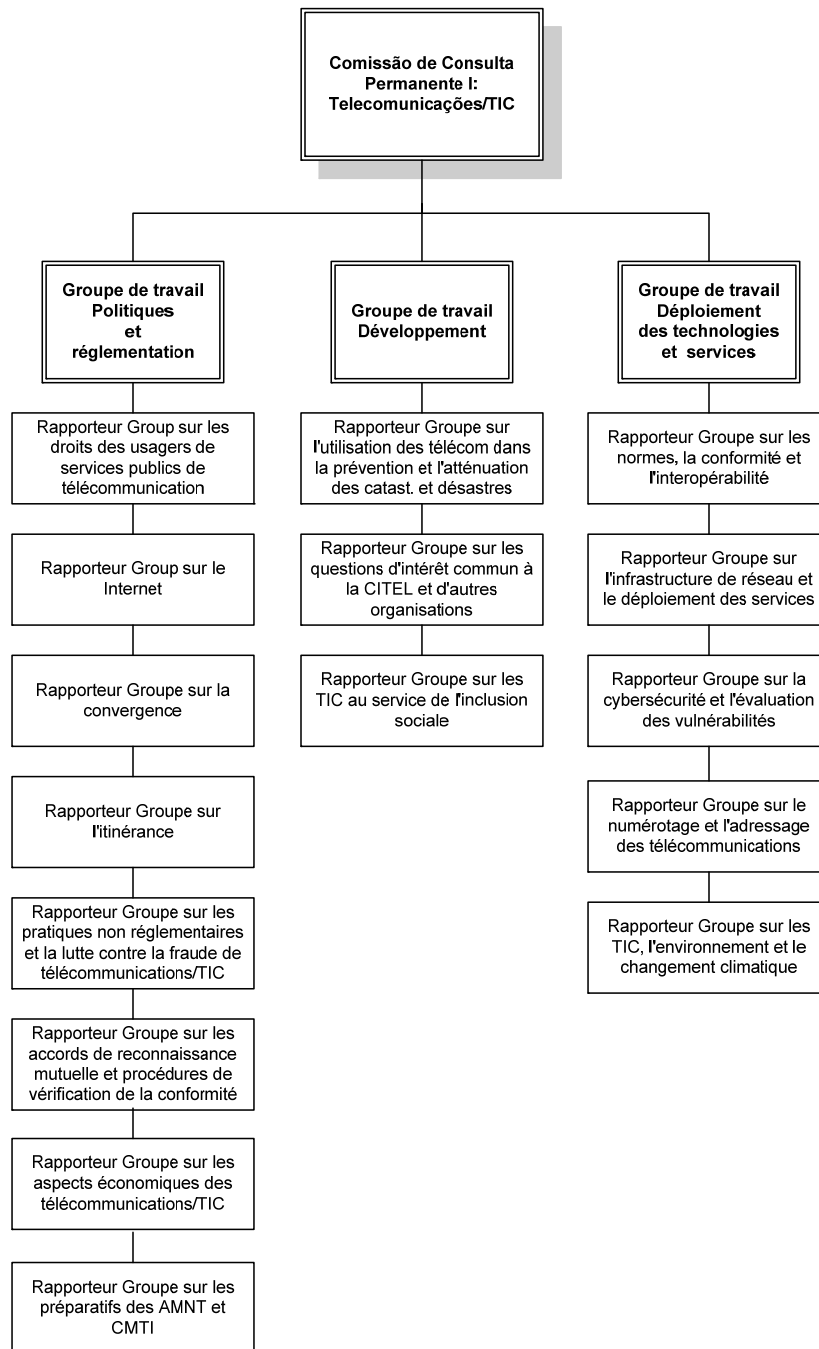 Comissão de Consulta
Permanente I:
Telecomunicações/TIC
Groupe de travail
Politiques
et
réglementation
Rapporteur Group sur les
droits des usagers de
services publics de
télécommunication
Rapporteur Group sur le
Internet
Rapporteur Groupe sur la
convergence
Rapporteur Groupe sur
l'itinérance
Rapporteur Groupe sur les
pratiques non réglementaires
et la lutte contre la fraude de
télécommunications/TIC
Rapporteur Groupe sur les
accords de reconnaissance
mutuelle et procédures de
vérification de la conformité
Rapporteur Groupe sur les
aspects économiques des
télécommunications/TIC
Rapporteur Groupe sur les
préparatifs des AMNT et
CMTI
Groupe de travail
Développement
Rapporteur Groupe sur
l'utilisation des télécom dans
la prévention et l'atténuation
des catast. et désastres
Rapporteur Groupe sur les
questions d'intérêt commun à
la CITEL et d'autres
organisations
Rapporteur Groupe sur les
TIC au service de l'inclusion
sociale
Groupe de travail
Déploiement
des technologies
et services
Rapporteur Groupe sur les
normes, la conformité et
l'interopérabilité
Rapporteur Groupe sur
l'infrastructure de réseau et
le déploiement des services
Rapporteur Groupe sur la
cybersécurité et l'évaluation
des vulnérabilités
Rapporteur Groupe sur le
numérotage et l'adressage
des télécommunications
Rapporteur Groupe sur les
TIC, l'environnement et le
changement climatique